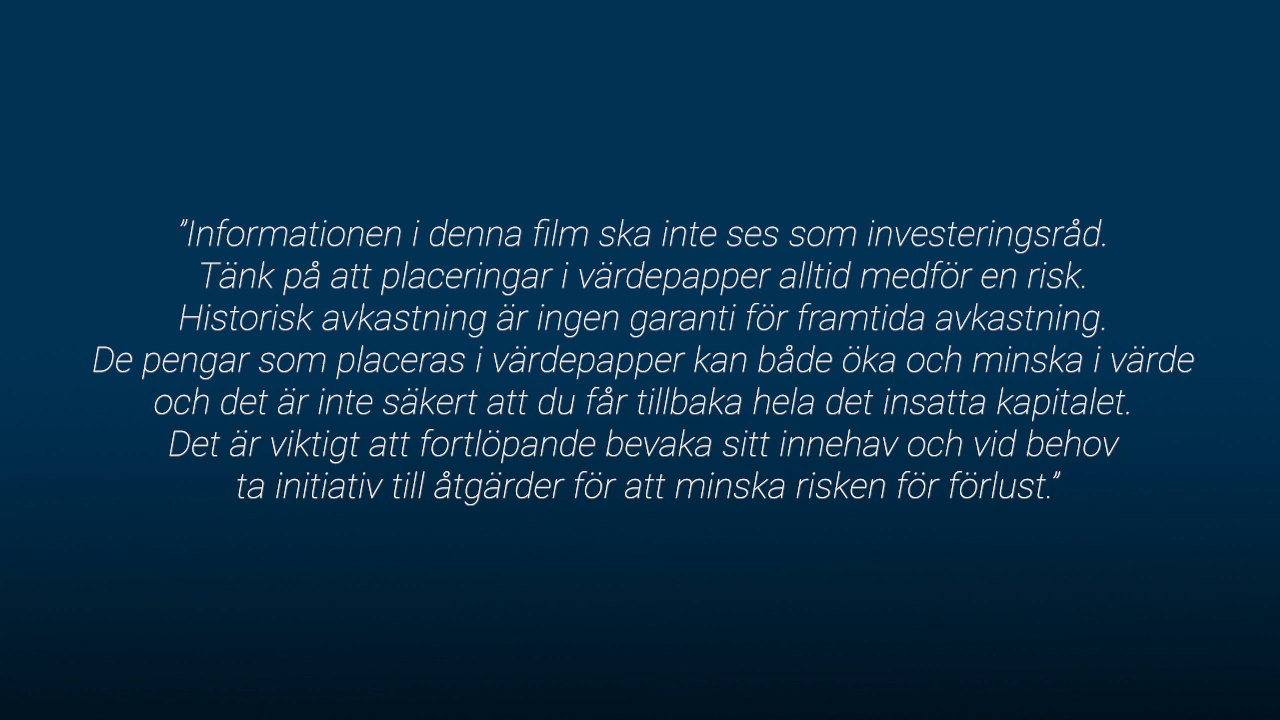 ”Informationen i denna film ska inte ses som investeringsråd.
Tänk på att placeringar i värdepapper alltid medför en risk.
Historisk avkastning är ingen garanti för framtida avkastning.
De pengar som placeras i värdepapper kan både öka och minska i värde
och det är inte säkert att du får tillbaka hela det insatta kapitalet.
Det är viktigt att fortlöpande bevaka sitt innehav och vid behov
ta initiativ till åtgärder för att minska risken för förlust.”